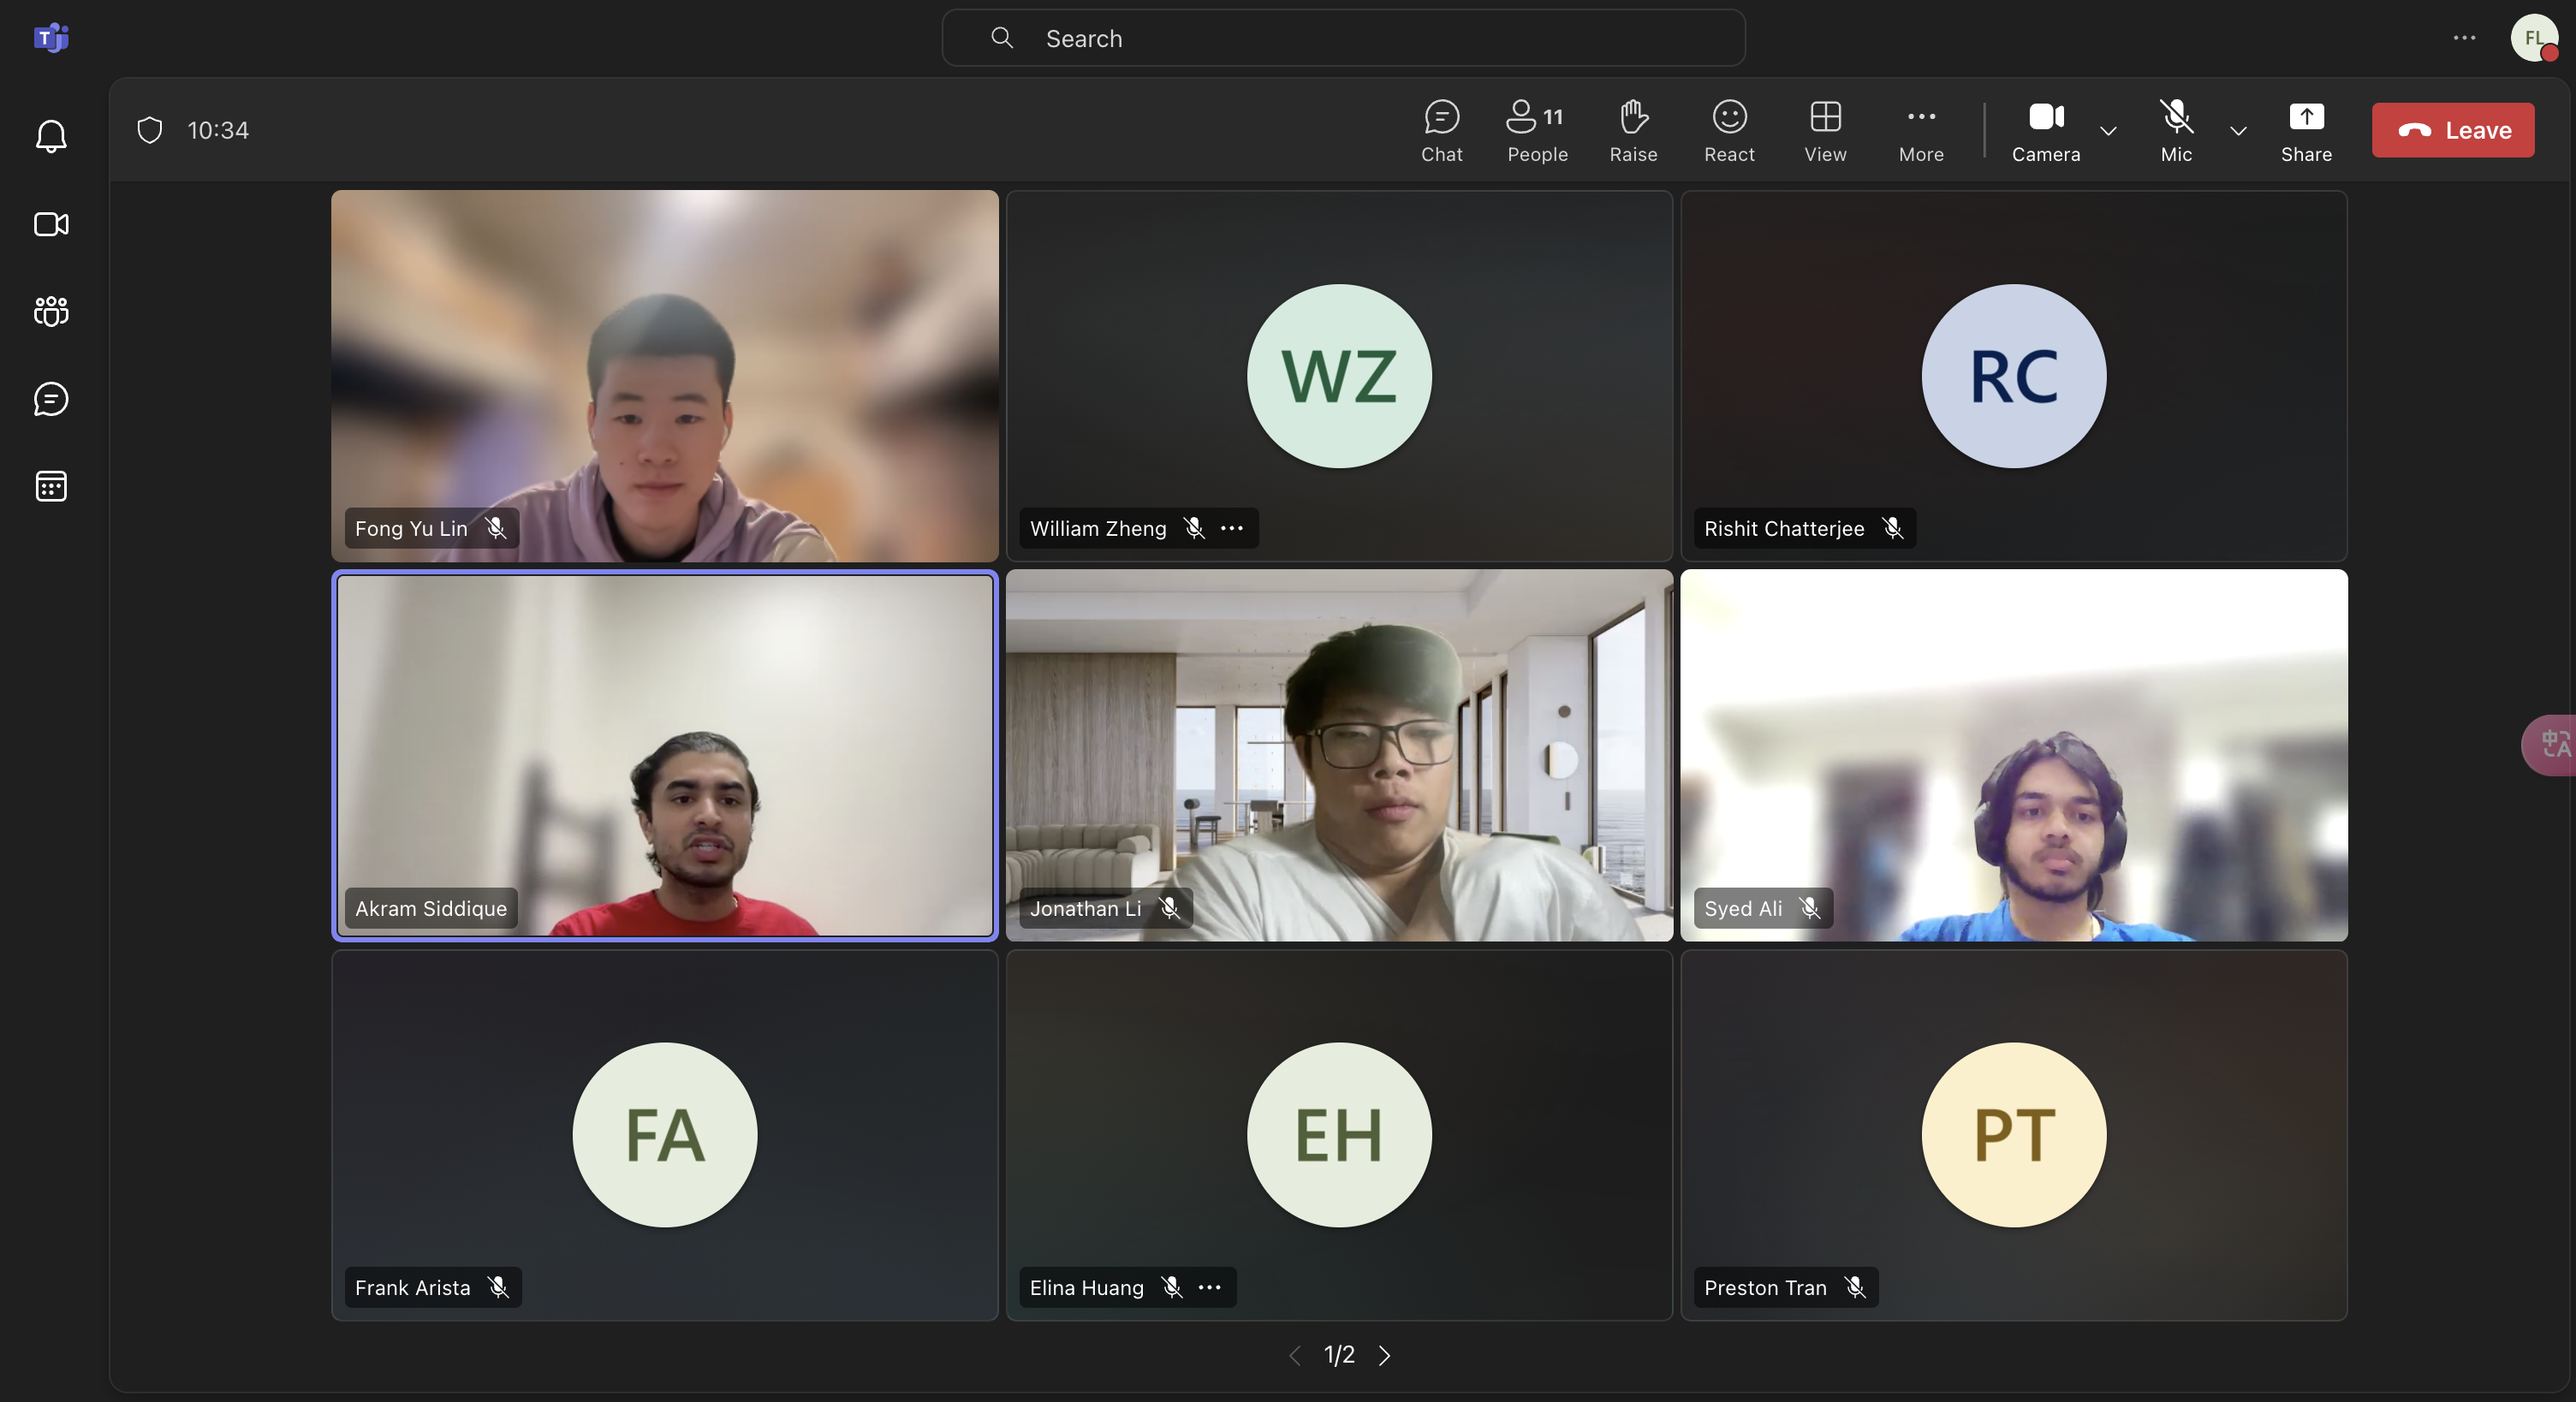 T
Search
FL
10:34
11
Chat
People
Raise
React
View
More
Camera
Mic
Share
Leave
WZ
RC
Fong Yu Lin
William Zheng
Rishit Chatterjee
Akram Siddique
Jonathan Li
Syed Ali
中A
FA
EH
PT
Frank Arista
Elina Huang
Preston Tran
1/2